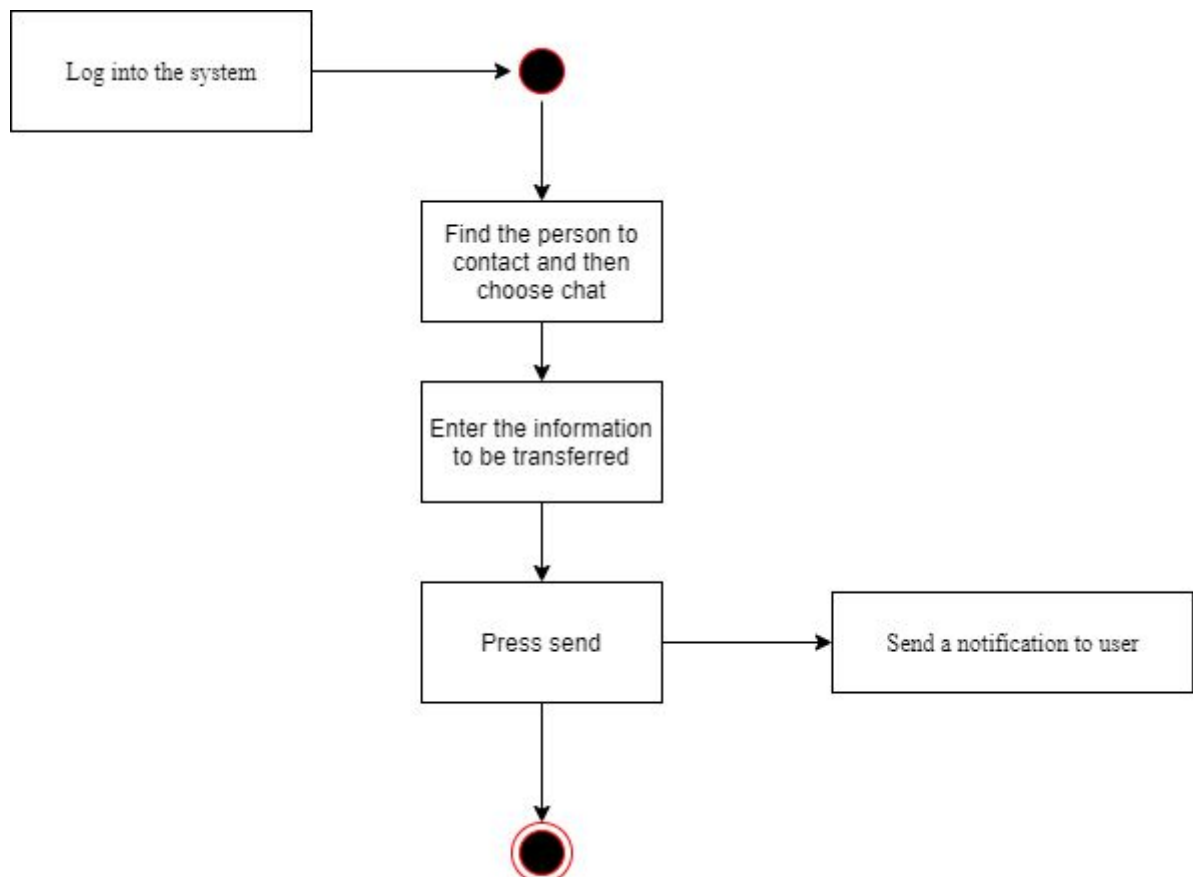 Log into the system
Find the person to
contact and then
choose chat
Enter the information
to be transferred
Press send
Send a notification to user